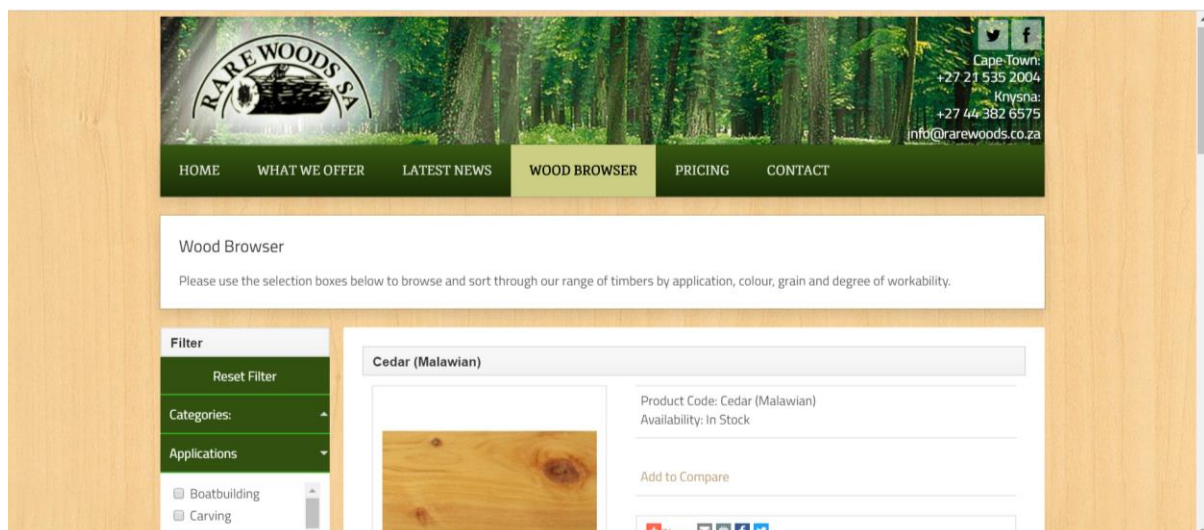 RARE WOODS SA
Cape Town:
+27 21 535 2004
Knysna:
+27 44 382 6575
info@rarewoods.co.za
HOME WHAT WE OFFER LATEST NEWS WOOD BROWSER PRICING CONTACT
Wood Browser
Please use the selection boxes below to browse and sort through our range of timbers by application, colour, grain and degree of workability.
Filter
Reset Filter
Categories:
Applications
Boatbuilding
Carving
Cedar (Malawian)
Product Code: Cedar (Malawian)
Availability: In Stock
Add to Compare